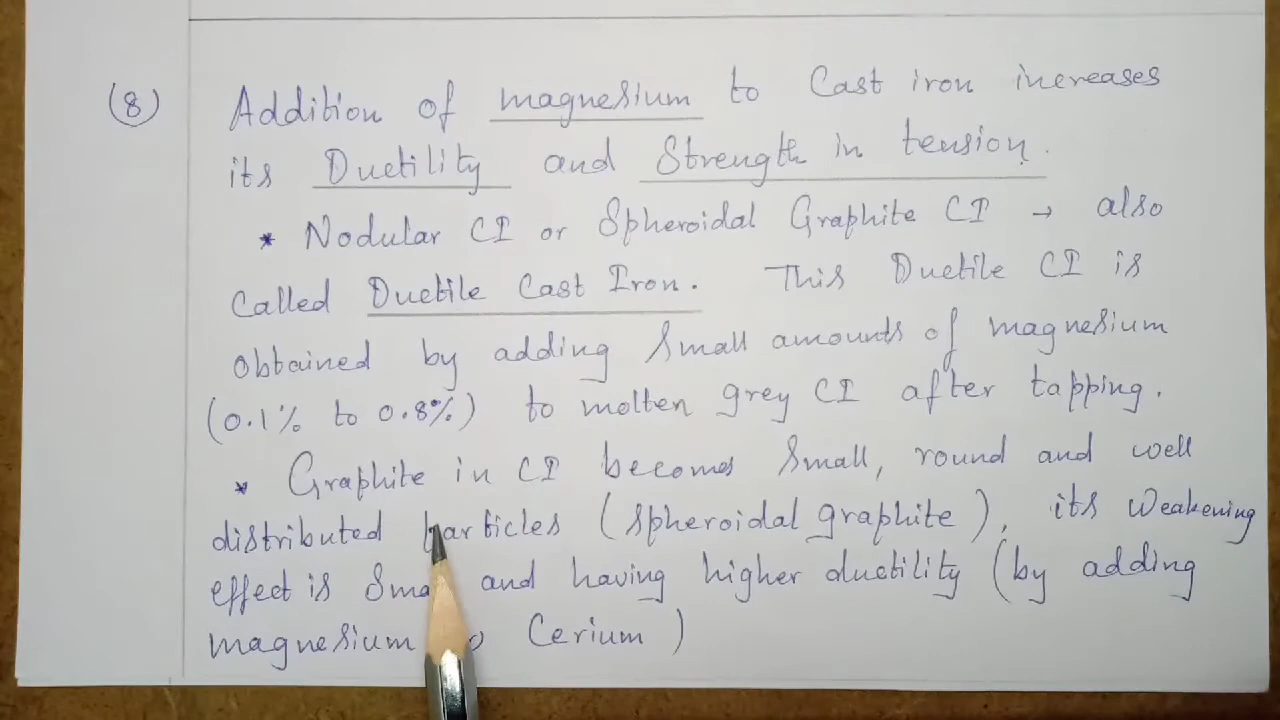 (8) Addition of magnesium to Cast iron increases
its Ductility and Strength in tension.
* Nodular CI or Spheroidal Graphite CI → also
Called Ductile Cast Iron. This Ductile CI is
obtained by adding Small amounts of magnesium
(0.1% to 0.8%) to molten grey CI after tapping.
* Graphite in CI becomes Small, round and well
distributed particles (Spheroidal graphite), its Weakening
effect is and having higher ductility (by adding
magnesium Cerium)